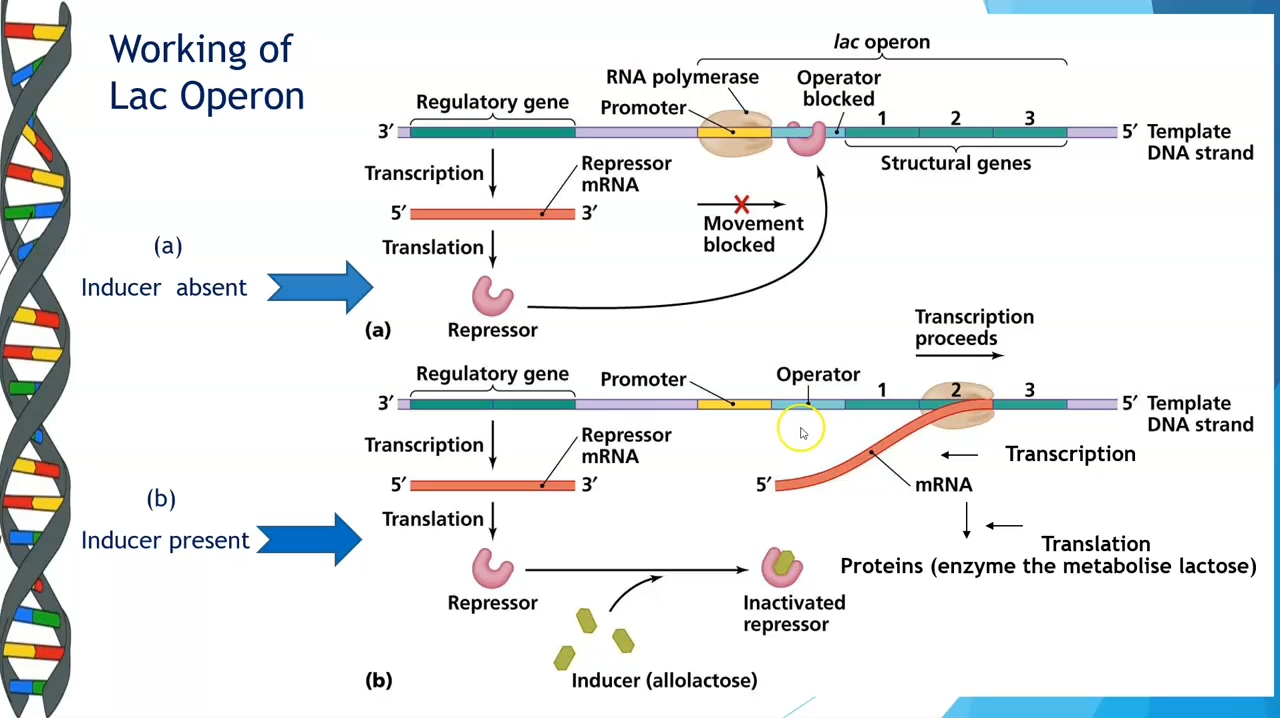 Working of
Lac Operon
lac operon
RNA polymerase
Operator
blocked
Regulatory gene
Promoter
1 2 3
3′
5′ Template
DNA strand
Structural genes
Transcription
Repressor
mRNA
5′ 3′
Movement
blocked
Translation
(a)
Inducer absent
Repressor
(a)
Transcription
proceeds
Regulatory gene
Promoter
Operator
1 2 3
3′
5′ Template
DNA strand
Transcription
Repressor
mRNA
Transcription
5′ 3′
5′
mRNA
(b)
Inducer present
Translation
Translation
Proteins (enzyme the metabolise lactose)
Repressor
Inactivated
repressor
Inducer (allolactose)
(b)